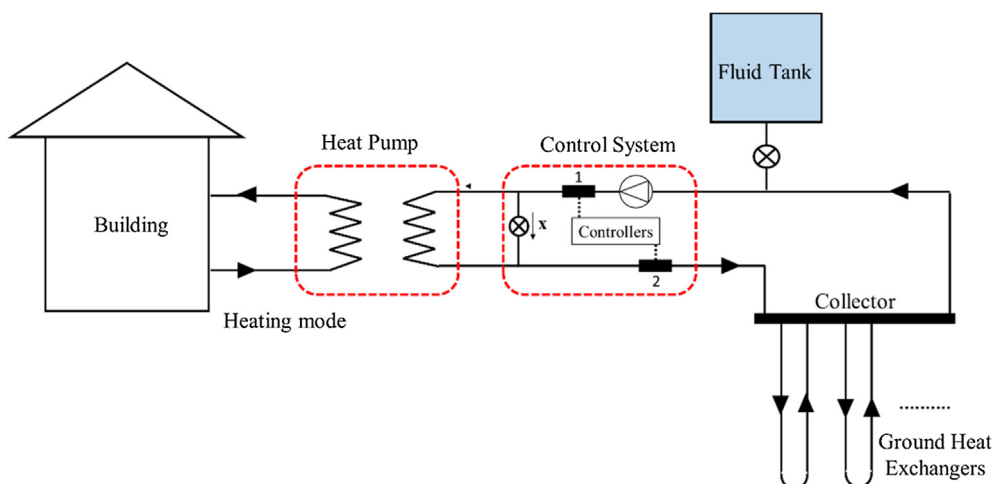 Fluid Tank
Heat Pump
Control System
1
Building
x
Controllers
2
Heating mode
Collector
Ground Heat
Exchangers